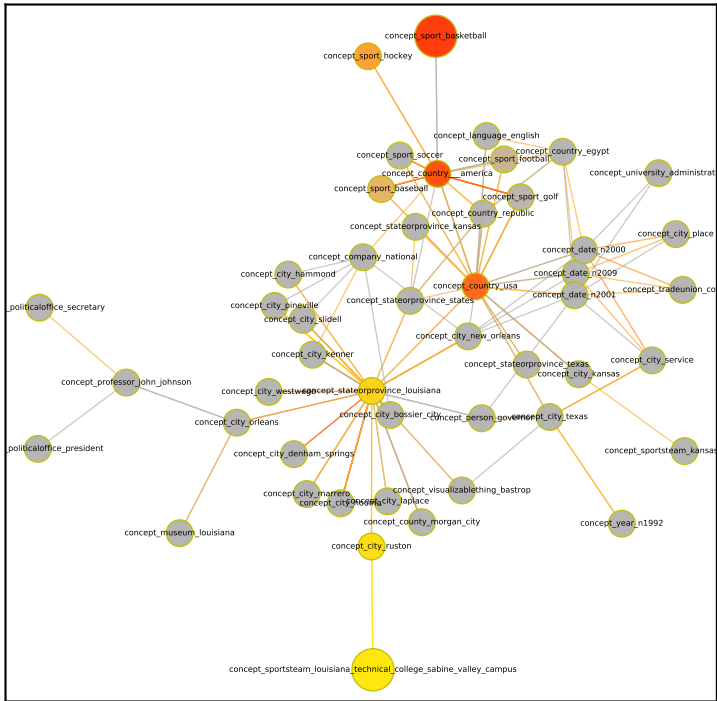 concept_sport_basketball
concept_sport_hockey
concept_language_english
concept_sport_soccer
concept_country_egypt
concept_sport_football
concept_country__america
concept_university_administrat
concept_sport_baseball
concept_sport_golf
concept_country_republic
concept_stateorprovince_kansas
concept_city_place
concept_date_n2000
concept_company_national
concept_city_hammond
concept_date_n2009
concept_country_usa
concept_tradeunion_co
concept_date_n2001
concept_stateorprovince_states
concept_city_pineville
_politicaloffice_secretary
concept_city_slidell
concept_city_new_orleans
concept_city_kenner
concept_city_service
concept_stateorprovince_texas
concept_city_kansas
concept_professor_john_johnson
concept_city_westwego
concept_stateorprovince_louisiana
concept_city_bossier_city
concept_person_governor
concept_city_texas
concept_city_orleans
_politicaloffice_president
concept_city_denham_springs
concept_sportsteam_kansas
concept_visualizablething_bastrop
concept_city_marrero
concept_city_laplace
concept_county_morgan_city
concept_year_n1992
concept_museum_louisiana
concept_city_ruston
concept_sportsteam_louisiana_technical_college_sabine_valley_campus